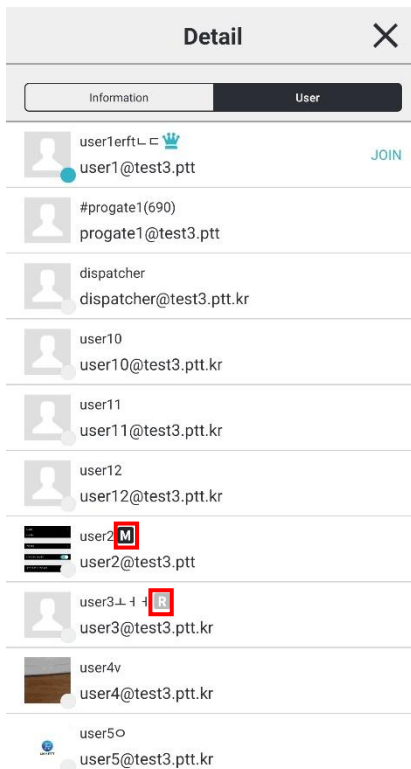 Detail
Information
User
user1erftㄴㄷ
user1@test3.ptt
JOIN
#progate1(690)
progate1@test3.ptt
dispatcher
dispatcher@test3.ptt.kr
user10
user10@test3.ptt.kr
user11
user11@test3.ptt.kr
user12
user12@test3.ptt.kr
user2 M
user2@test3.ptt
user3ㅗㅓㅕ R
user3@test3.ptt.kr
user4v
user4@test3.ptt.kr
user5ㅇ
user5@test3.ptt.kr